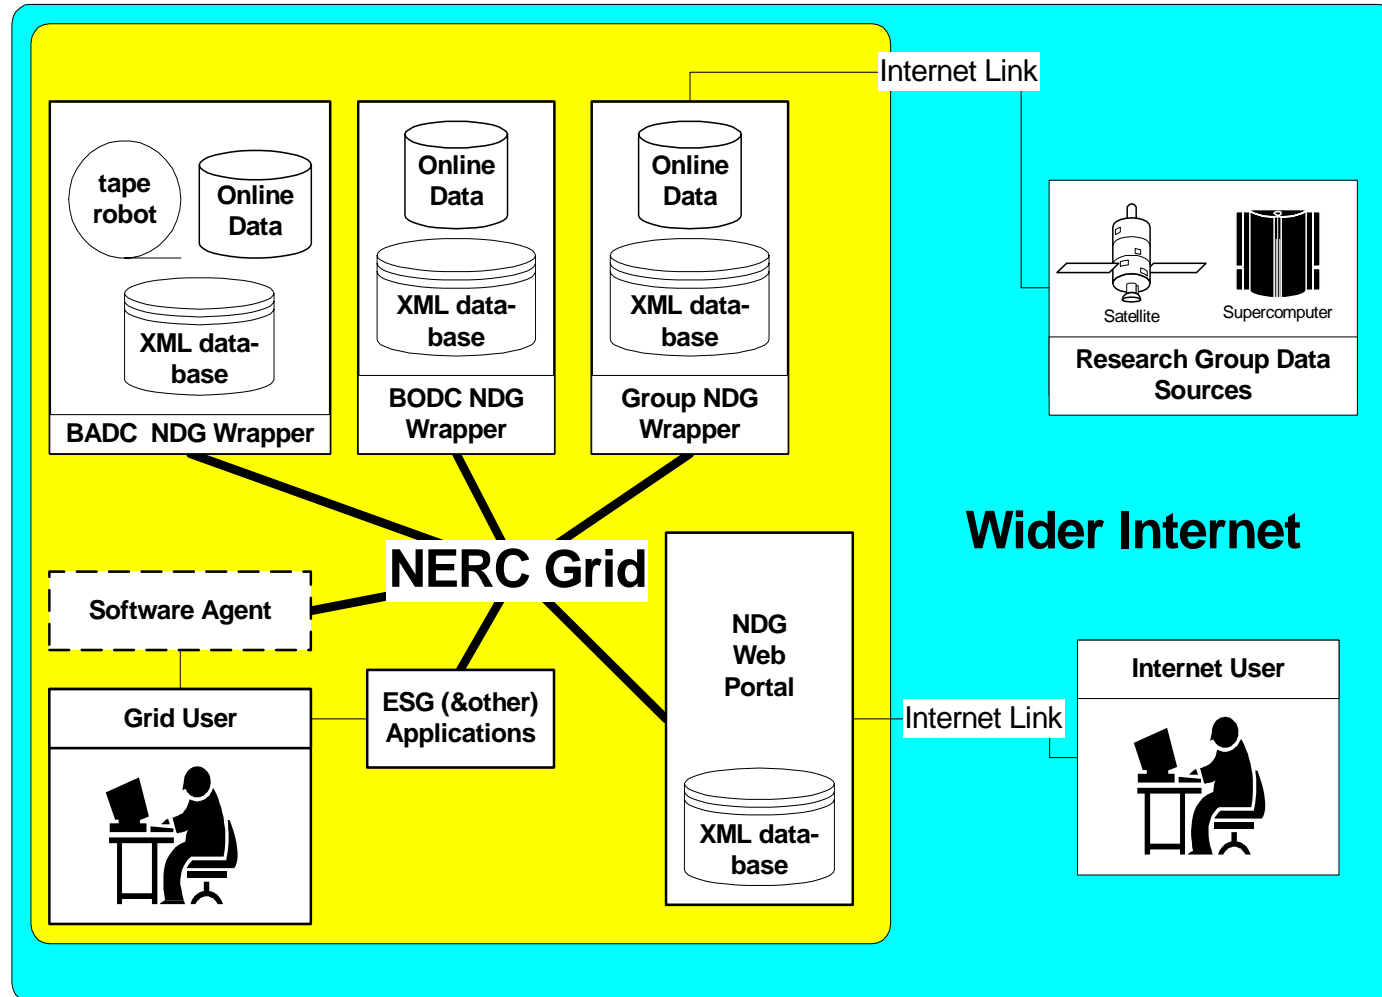 Internet Link
tape
robot
Online
Data
XML data-
base
BADC NDG Wrapper
Online
Data
XML data-
base
BODC NDG
Wrapper
Online
Data
XML data-
base
Group NDG
Wrapper
Satellite
Supercomputer
Research Group Data
Sources
Wider Internet
NERC Grid
Software Agent
Grid User
ESG (&other)
Applications
NDG
Web
Portal
XML data-
base
Internet Link
Internet User